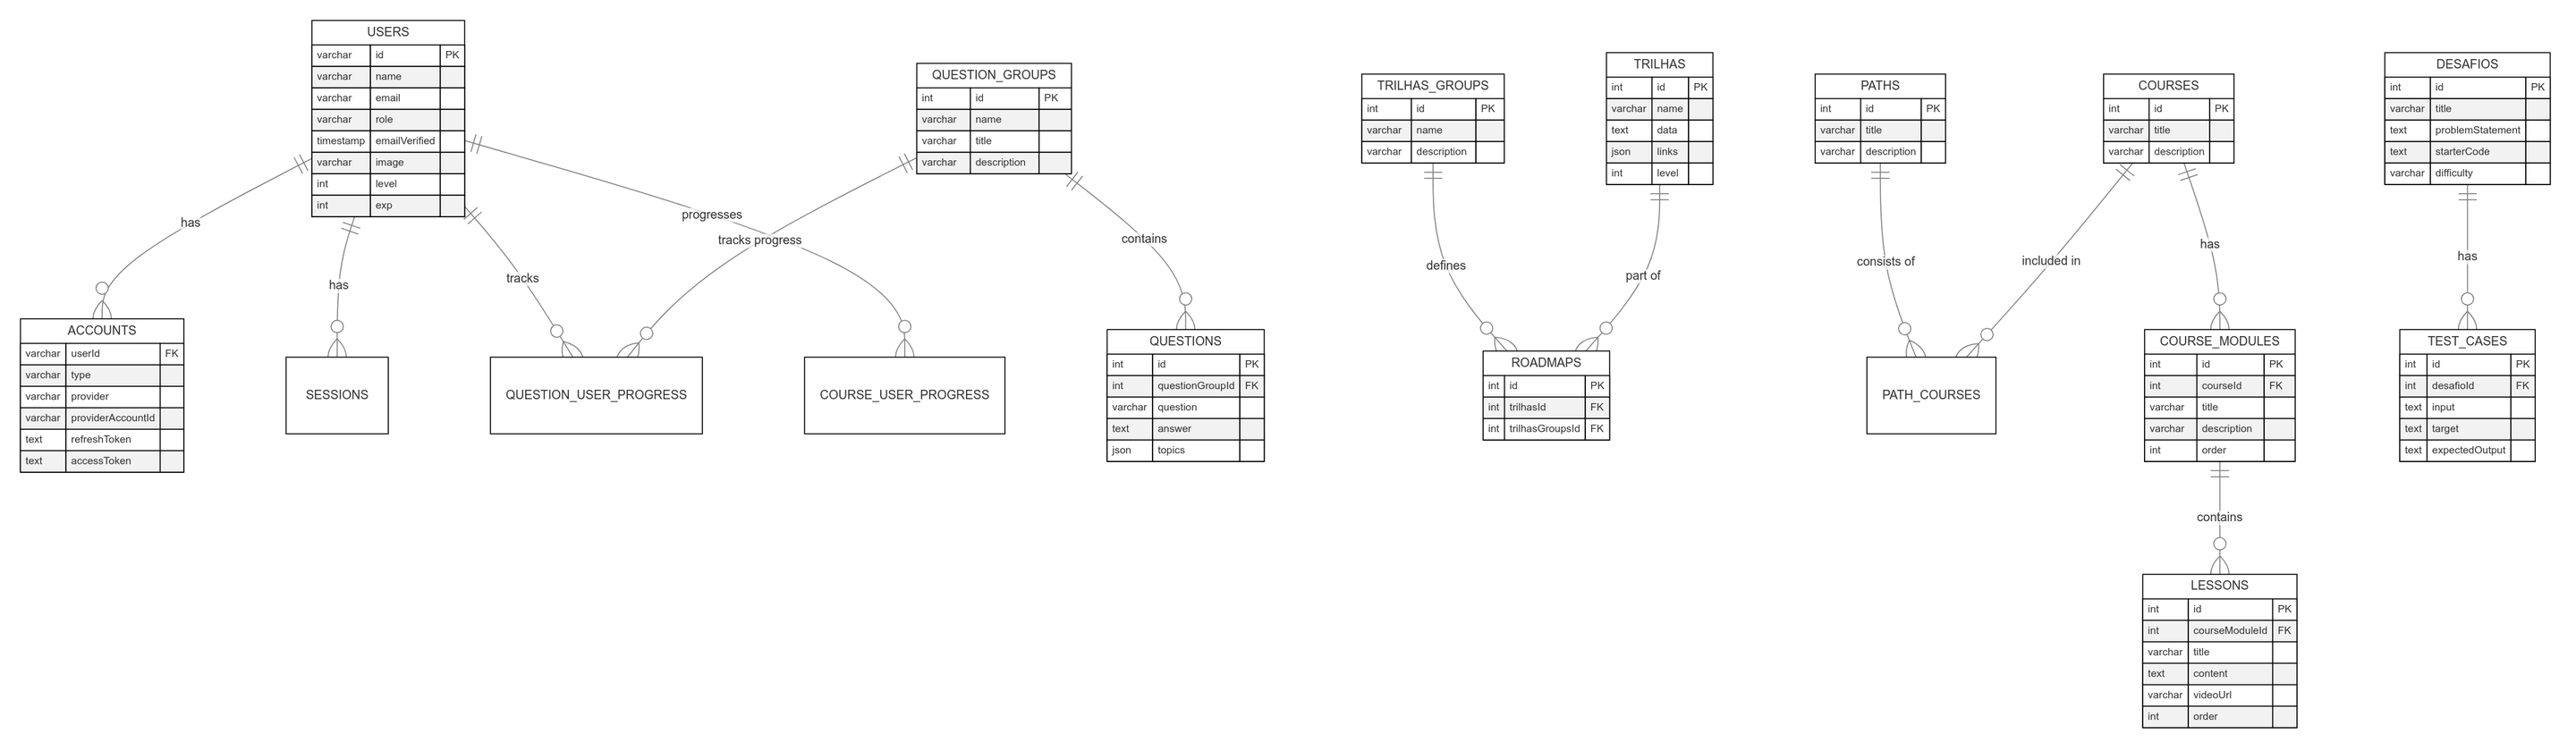 USERS
varchar id PK
varchar name
varchar email
varchar role
timestamp emailVerified
varchar image
int level
int exp
QUESTION_GROUPS
int id PK
varchar name
varchar title
varchar description
TRILHAS_GROUPS
int id PK
varchar name
varchar description
TRILHAS
int id PK
varchar name
text data
json links
int level
PATHS
int id PK
varchar title
varchar description
COURSES
int id PK
varchar title
varchar description
DESAFIOS
int id PK
varchar title
text problemStatement
text starterCode
varchar difficulty
has
has
tracks
progresses
tracks progress
contains
defines
part of
consists of
included in
has
has
ACCOUNTS
varchar userId FK
varchar type
varchar provider
varchar providerAccountId
text refreshToken
text accessToken
SESSIONS
QUESTION_USER_PROGRESS
COURSE_USER_PROGRESS
QUESTIONS
int id PK
int questionGroupId FK
varchar question
text answer
json topics
ROADMAPS
int id PK
int trilhasId FK
int trilhasGroupsId FK
PATH_COURSES
COURSE_MODULES
int id PK
int courseId FK
varchar title
varchar description
int order
TEST_CASES
int id PK
int desafioId FK
text input
text target
text expectedOutput
contains
LESSONS
int id PK
int courseModuleId FK
varchar title
text content
varchar videoUrl
int order